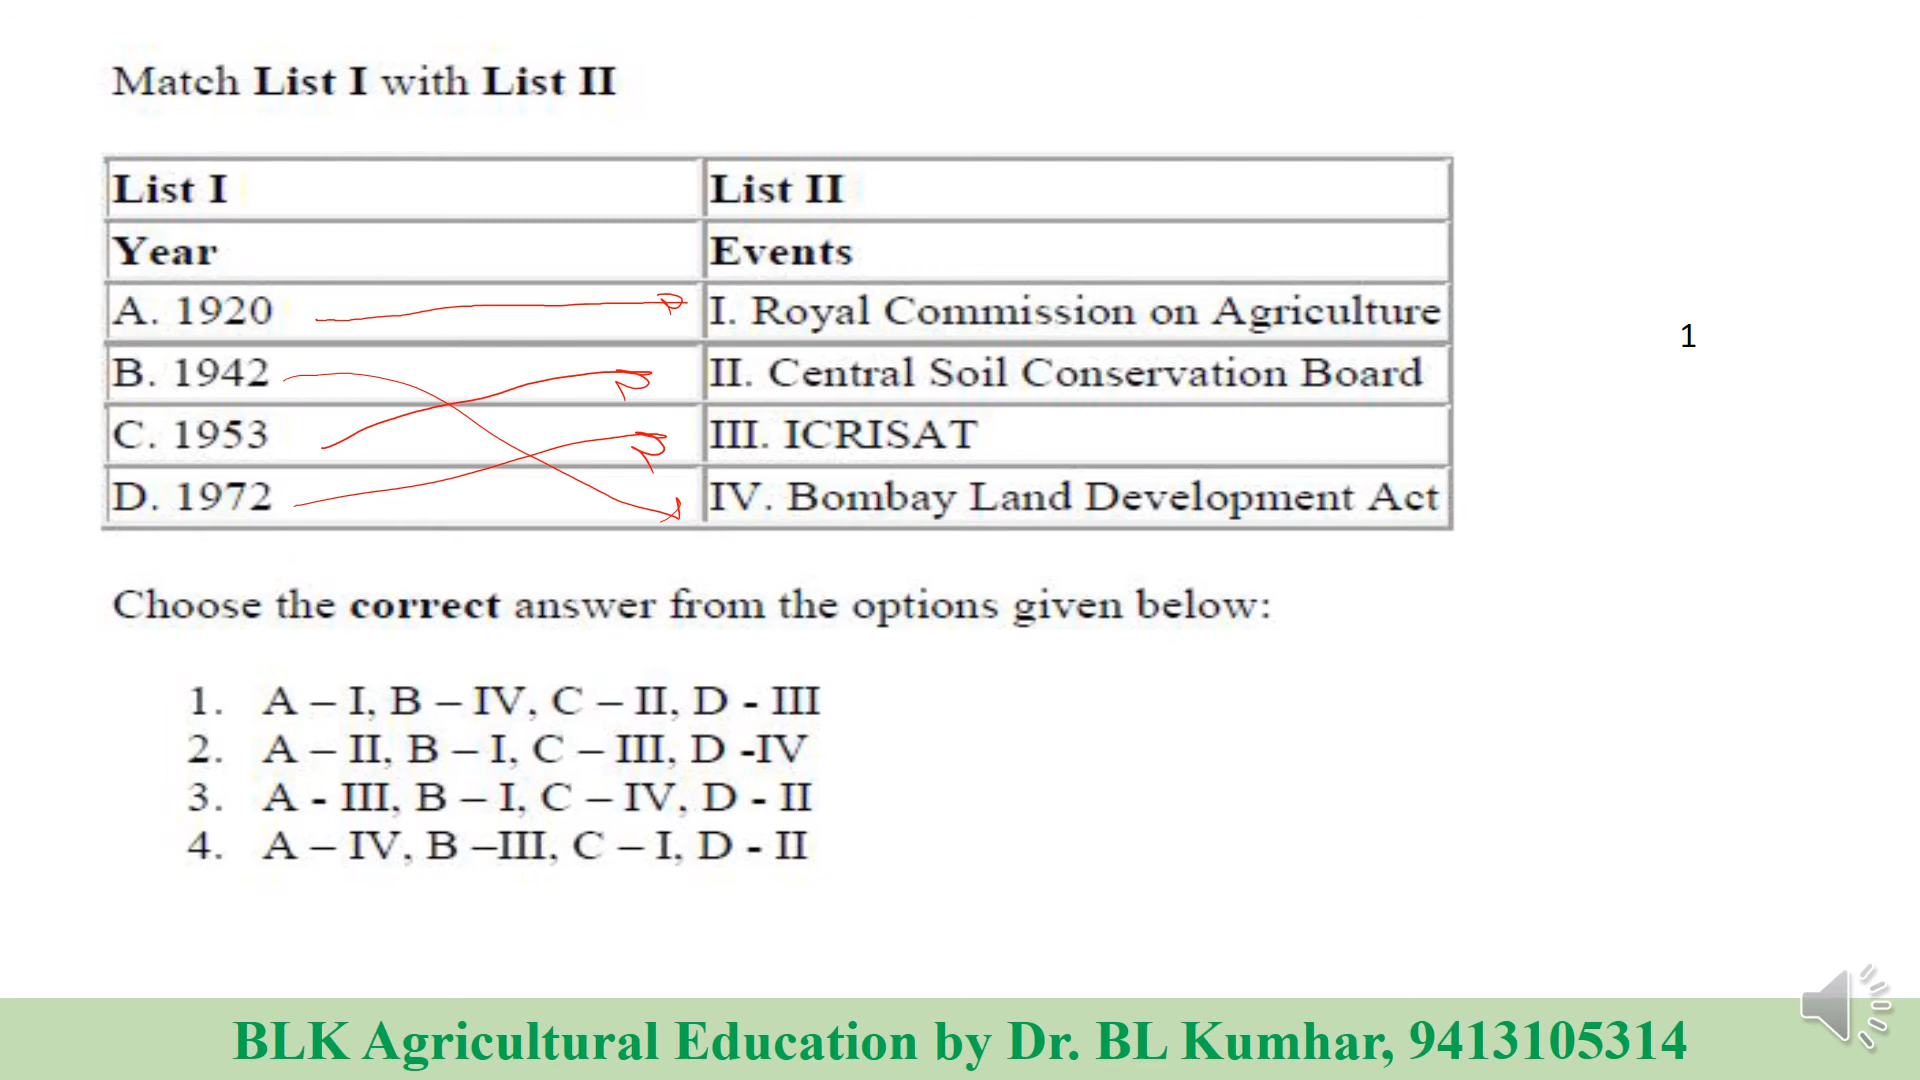 Match List I with List II
List I List II
Year Events
A. 1920 I. Royal Commission on Agriculture
1
B. 1942 II. Central Soil Conservation Board
C. 1953 III. ICRISAT
D. 1972 IV. Bombay Land Development Act
Choose the correct answer from the options given below:
1. A – I, B – IV, C – II, D - III
2. A – II, B – I, C – III, D -IV
3. A - III, B – I, C – IV, D - II
4. A – IV, B –III, C – I, D - II
BLK Agricultural Education by Dr. BL Kumhar, 9413105314